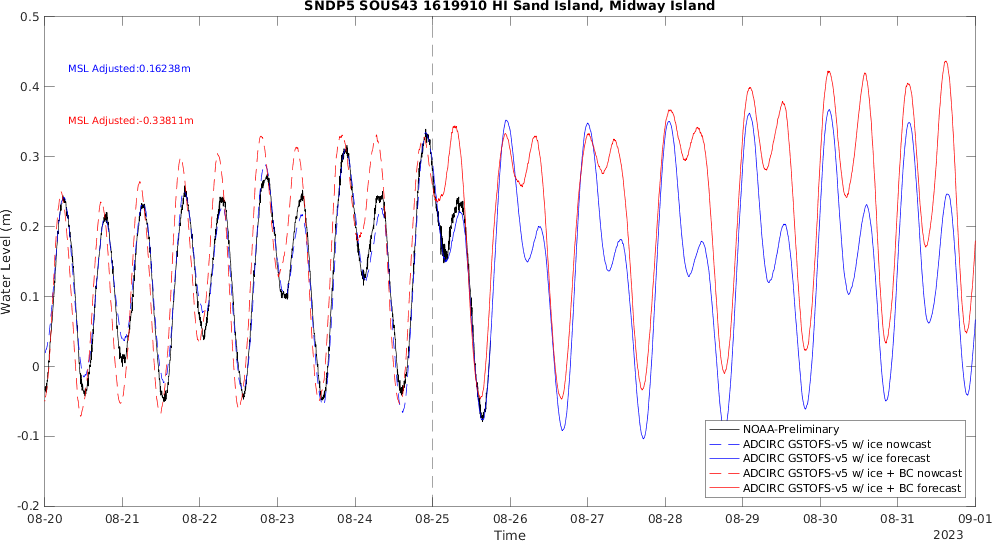 SNDP5 SOUS43 1619910 HI Sand Island, Midway Island
0.5
MSL Adjusted:0.16238m
0.4
MSL Adjusted:-0.33811m
0.3
0.2
Water Level (m)
0.1
0
-0.1
NOAA-Preliminary
ADCIRC GSTOFS-v5 w/ ice nowcast
ADCIRC GSTOFS-v5 w/ ice forecast
ADCIRC GSTOFS-v5 w/ ice + BC nowcast
ADCIRC GSTOFS-v5 w/ ice + BC forecast
-0.2
08-20 08-21 08-22 08-23 08-24 08-25 08-26 08-27 08-28 08-29 08-30 08-31 09-01
Time
2023